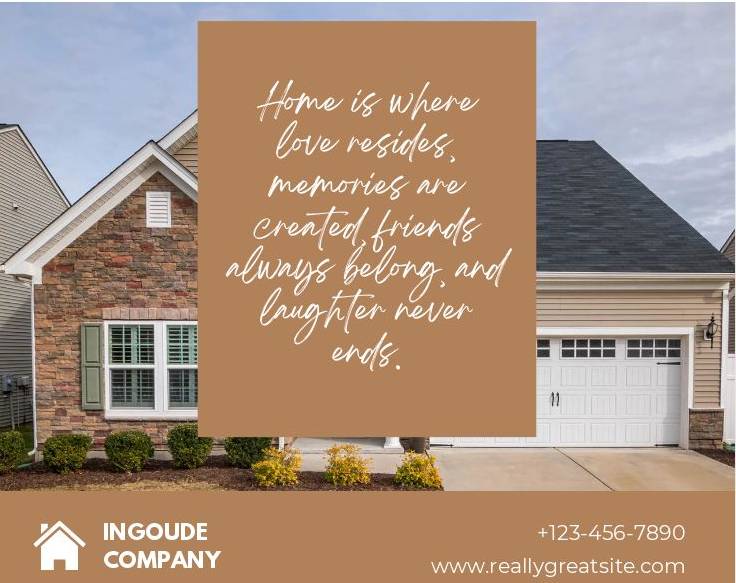 Home is where
love resides,
memories are
created, friends
always belong, and
laughter never
ends.
INGOUDE
COMPANY
+123-456-7890
www.reallygreatsite.com